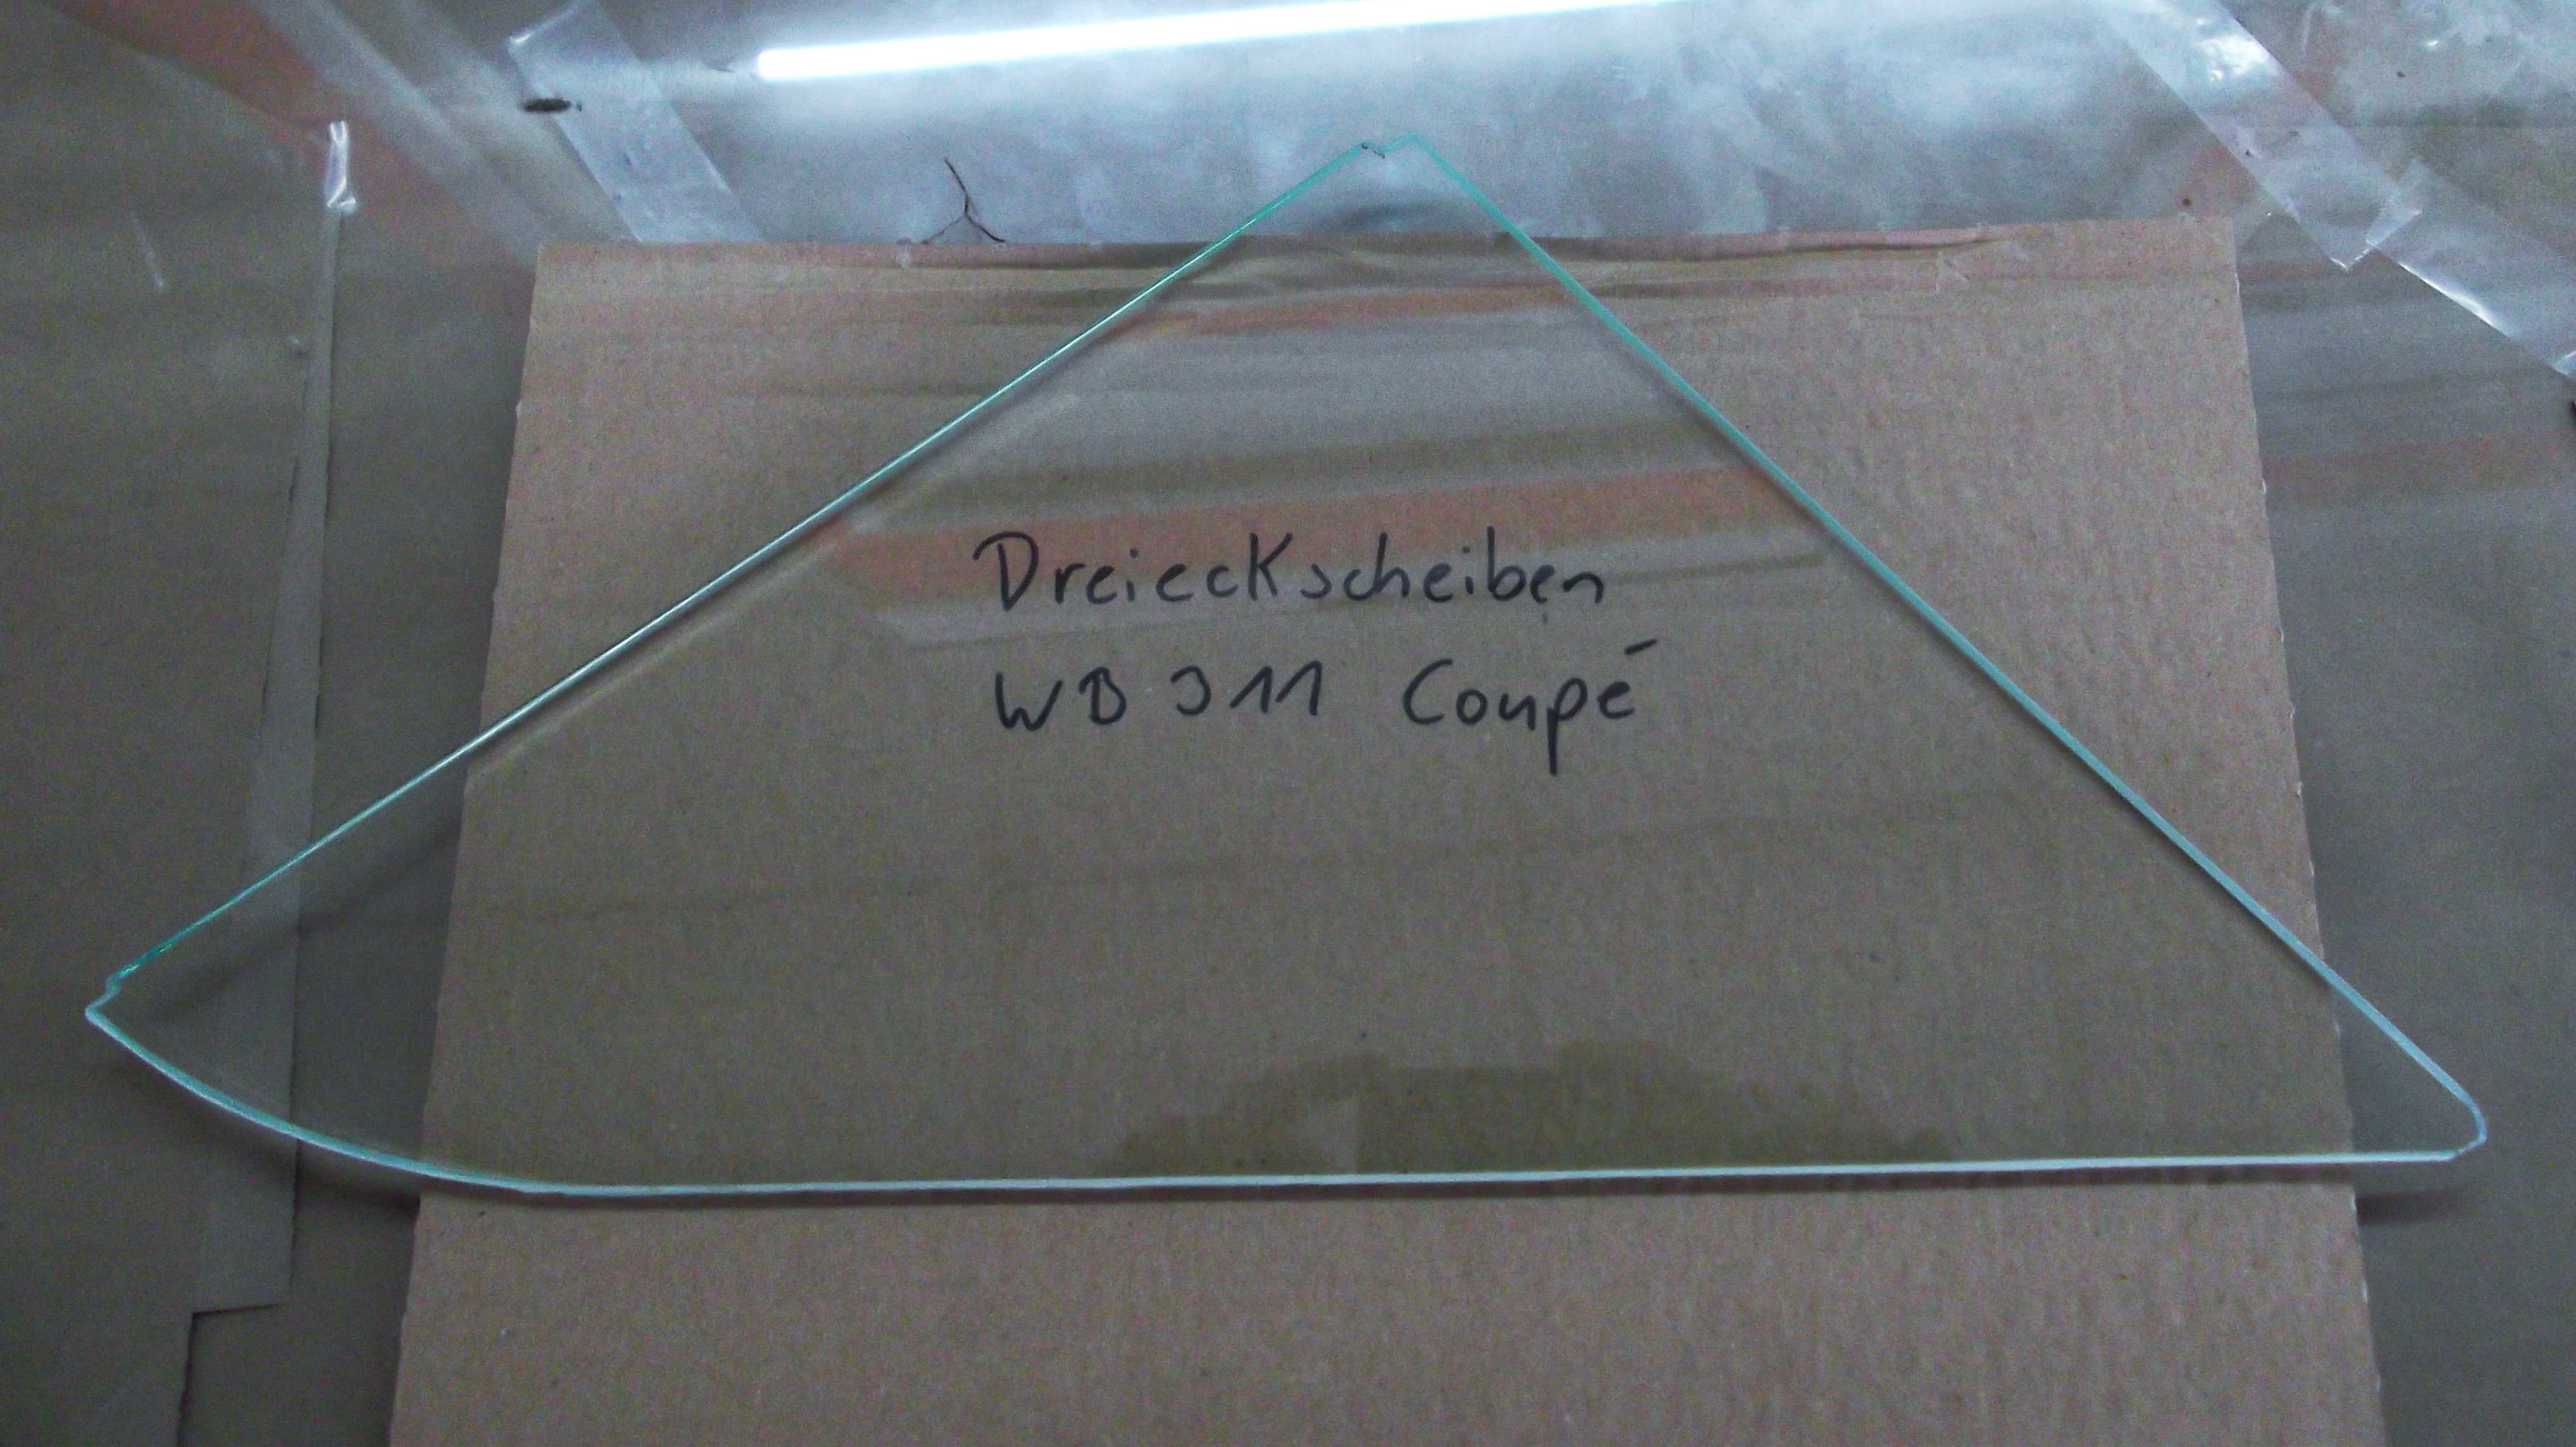 Dreieckscheiben
WB 311 Coupé